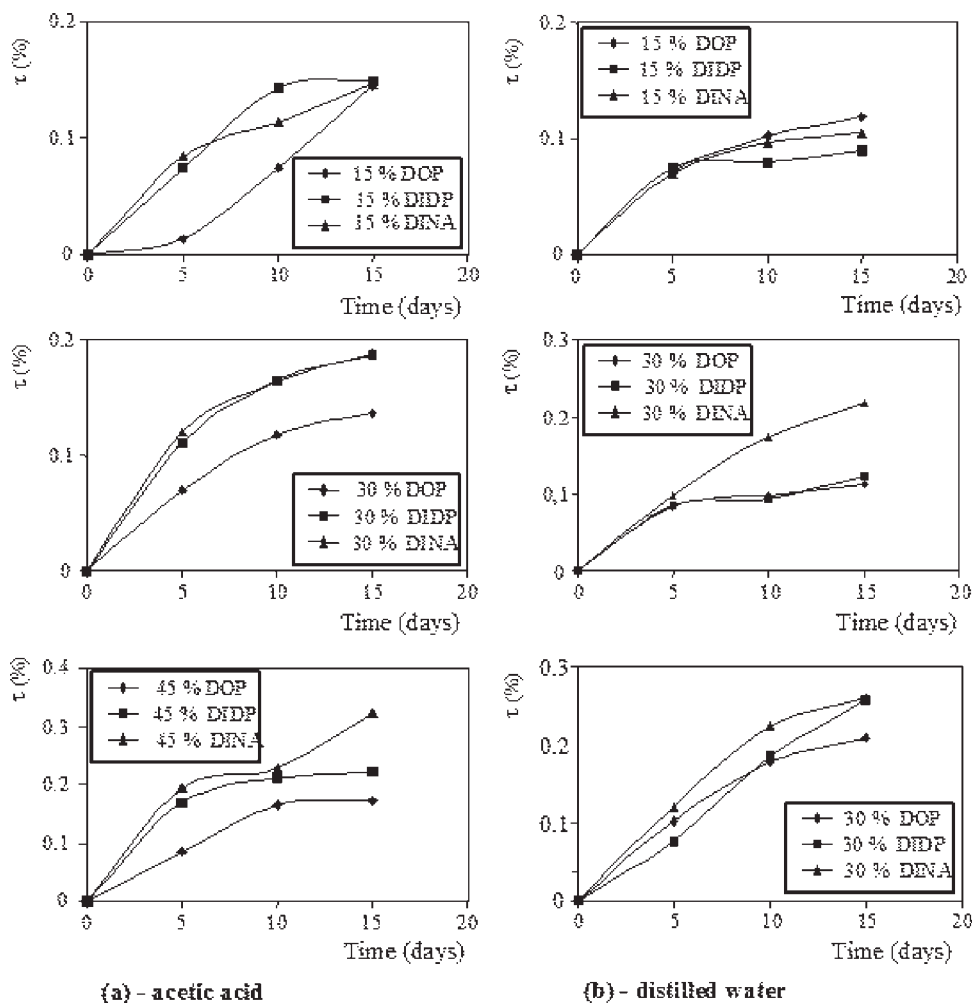 τ (%)
0.2
0.1
0
0 5 10 15 20
Time (days)
15 % DOP
15 % DIDP
15 % DINA
τ (%)
0.2
0.1
0
0 5 10 15 20
Time (days)
15 % DOP
15 % DIDP
15 % DINA
τ (%)
0.2
0.1
0
0 5 10 15 20
Time (days)
30 % DOP
30 % DIDP
30 % DINA
τ (%)
0.3
0.2
0,1
0
0 5 10 15 20
Time (days)
30 % DOP
30 % DIDP
30 % DINA
τ (%)
0.4
0.3
0.2
0.1
0
0 5 10 15 20
Time (days)
45 % DOP
45 % DIDP
45 % DINA
τ (%)
0.3
0.2
0.1
0
0 5 10 15 20
Time (days)
30 % DOP
30 % DIDP
30 % DINA
(a) - acetic acid
(b) - distilled water